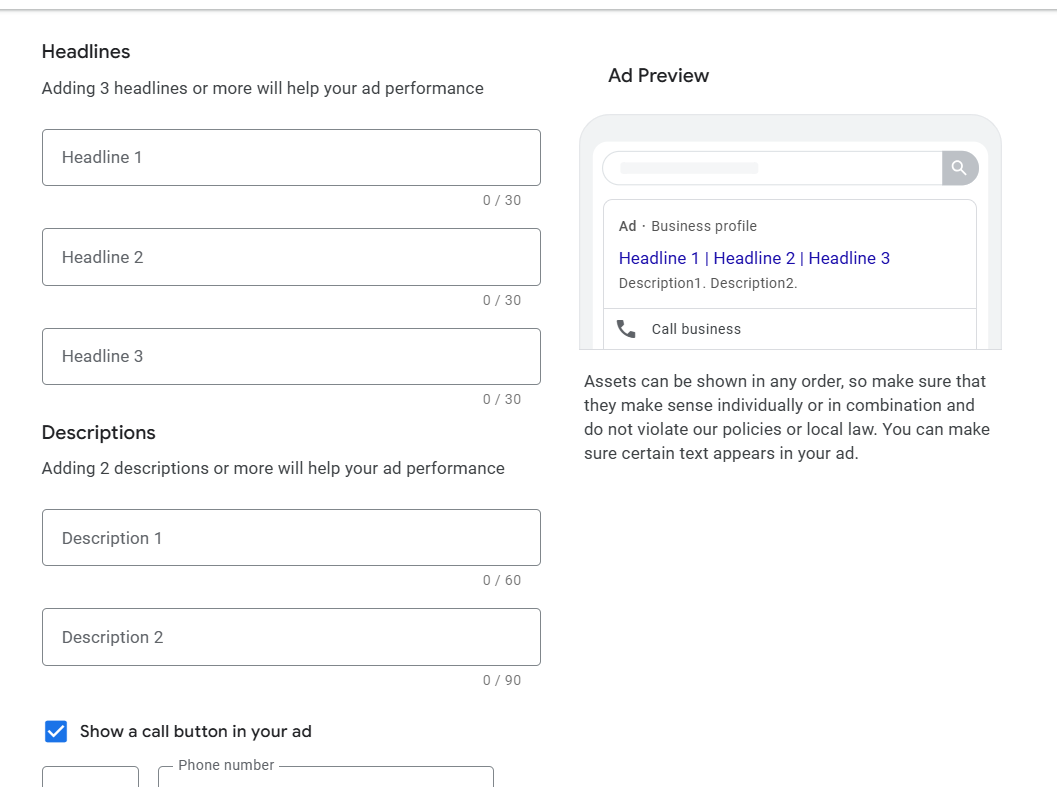 Headlines
Adding 3 headlines or more will help your ad performance
Headline 1
0 / 30
Headline 2
0 / 30
Headline 3
0 / 30
Descriptions
Adding 2 descriptions or more will help your ad performance
Description 1
0 / 60
Description 2
0 / 90
Show a call button in your ad
Phone number
Ad Preview
Ad · Business profile
Headline 1 | Headline 2 | Headline 3
Description1. Description2.
Call business
Assets can be shown in any order, so make sure that
they make sense individually or in combination and
do not violate our policies or local law. You can make
sure certain text appears in your ad.